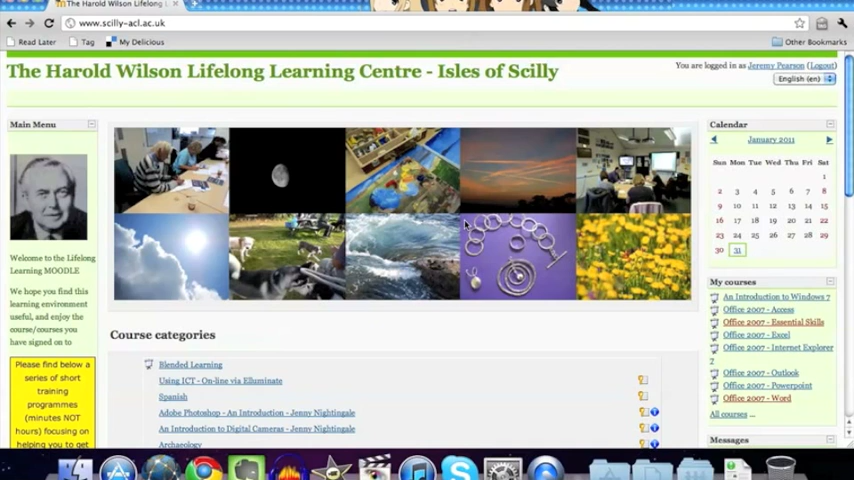 The Harold Wilson Lifelong L
www.scilly-acl.ac.uk
Read Later Tag My Delicious Other Bookmarks
The Harold Wilson Lifelong Learning Centre - Isles of Scilly
You are logged in as Jeremy Pearson (Logout)
English (en)
Main Menu
Welcome to the Lifelong
Learning MOODLE
We hope you find this
learning environment
useful, and enjoy the
course/courses you
have signed on to
Please find below a
series of short
training
programmes
(minutes NOT
hours) focusing on
helping you to get
Course categories
Blended Learning
Using ICT - On-line via Elluminate
Spanish
Adobe Photoshop - An Introduction - Jenny Nightingale
An Introduction to Digital Cameras - Jenny Nightingale
Archaeology
Calendar
January 2011
Sun Mon Tue Wed Thu Fri Sat
1
2 3 4 5 6 7 8
9 10 11 12 13 14 15
16 17 18 19 20 21 22
23 24 25 26 27 28 29
30 31
My courses
An Introduction to Windows 7
Office 2007 - Access
Office 2007 - Essential Skills
Office 2007 - Excel
Office 2007 - Internet Explorer
7
Office 2007 - Outlook
Office 2007 - Powerpoint
Office 2007 - Word
All courses ...
Messages